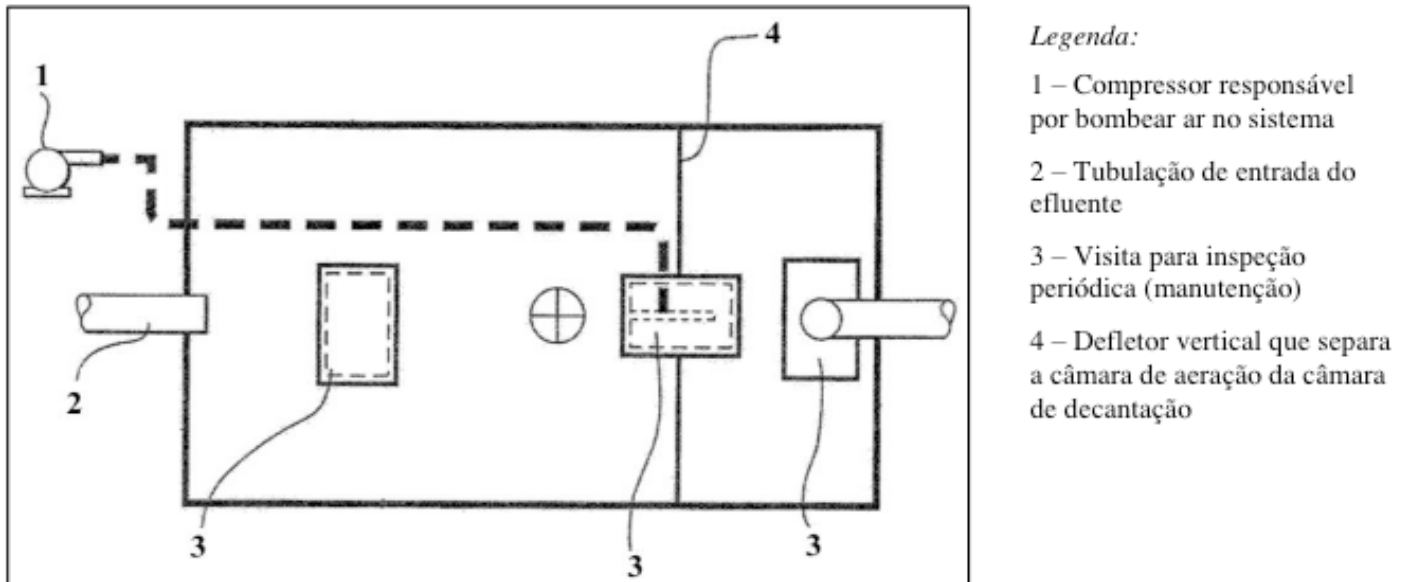 4
1
2
3
3
3
Legenda:
1 – Compressor responsável
por bombear ar no sistema
2 – Tubulação de entrada do
efluente
3 – Visita para inspeção
periódica (manutenção)
4 – Defletor vertical que separa
a câmara de aeração da câmara
de decantação